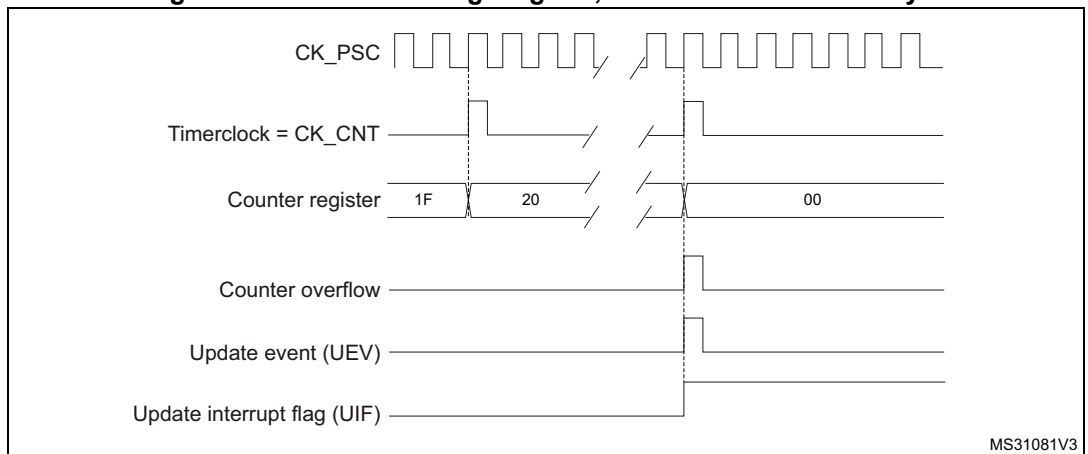 CK_PSC
Timerclock = CK_CNT
Counter register 1F 20 00
Counter overflow
Update event (UEV)
Update interrupt flag (UIF)
MS31081V3